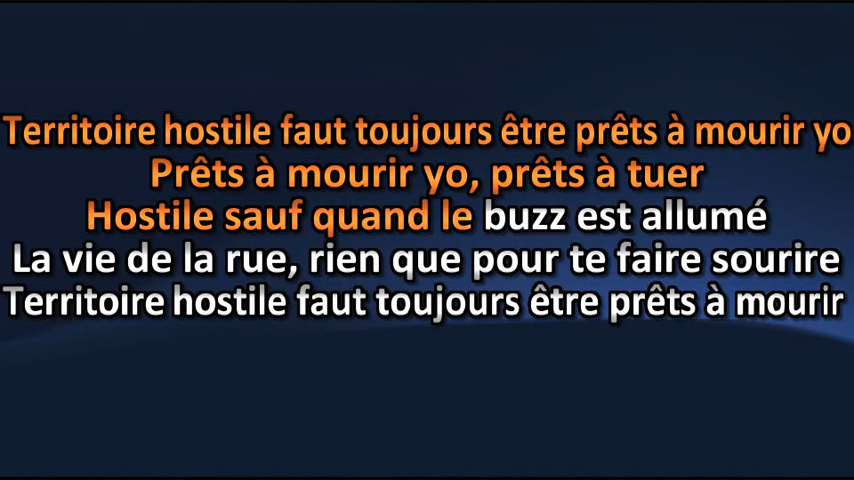 Territoire hostile faut toujours être prêts à mourir yo
Prêts à mourir yo, prêts à tuer
Hostile sauf quand le buzz est allumé
La vie de la rue, rien que pour te faire sourire
Territoire hostile faut toujours être prêts à mourir